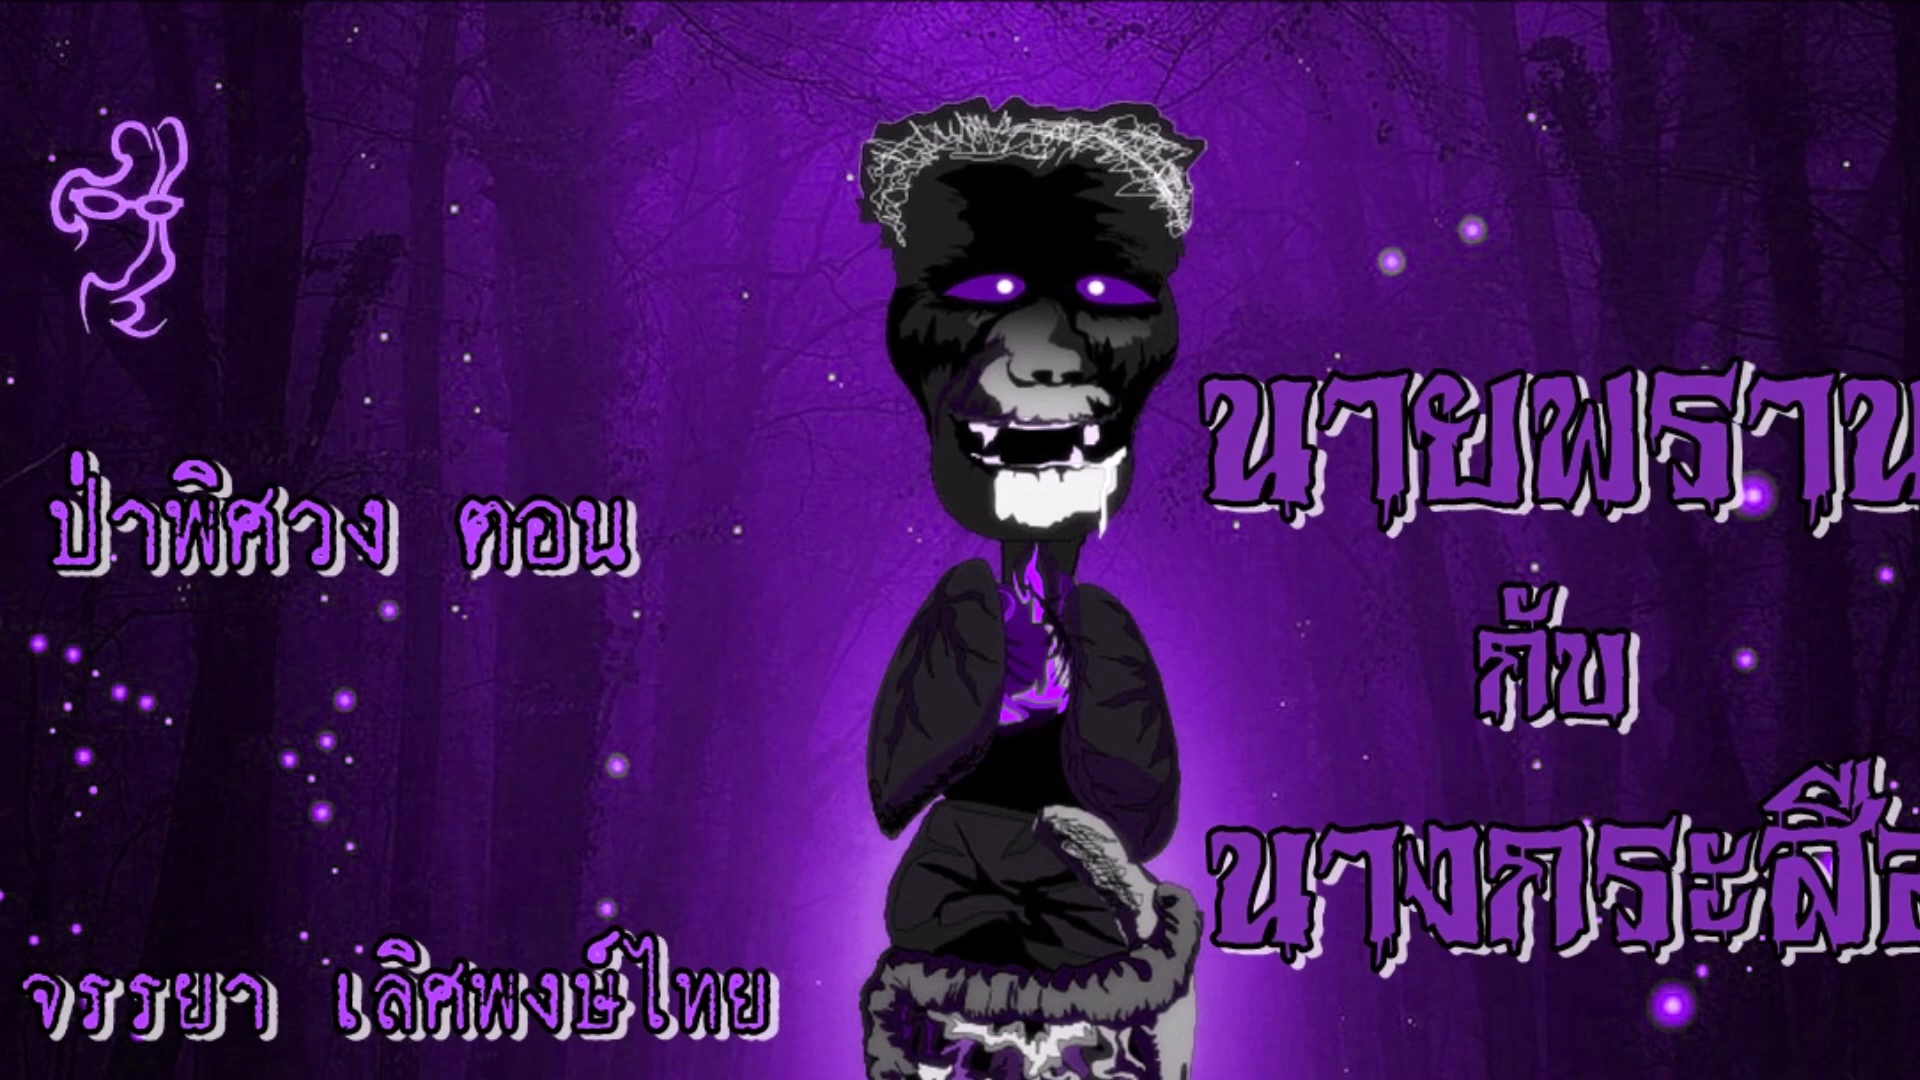 ป่าพิศวง ตอน
นายพราน
กับ
นางกระสือ
จรรยา เลิศพงษ์ไทย